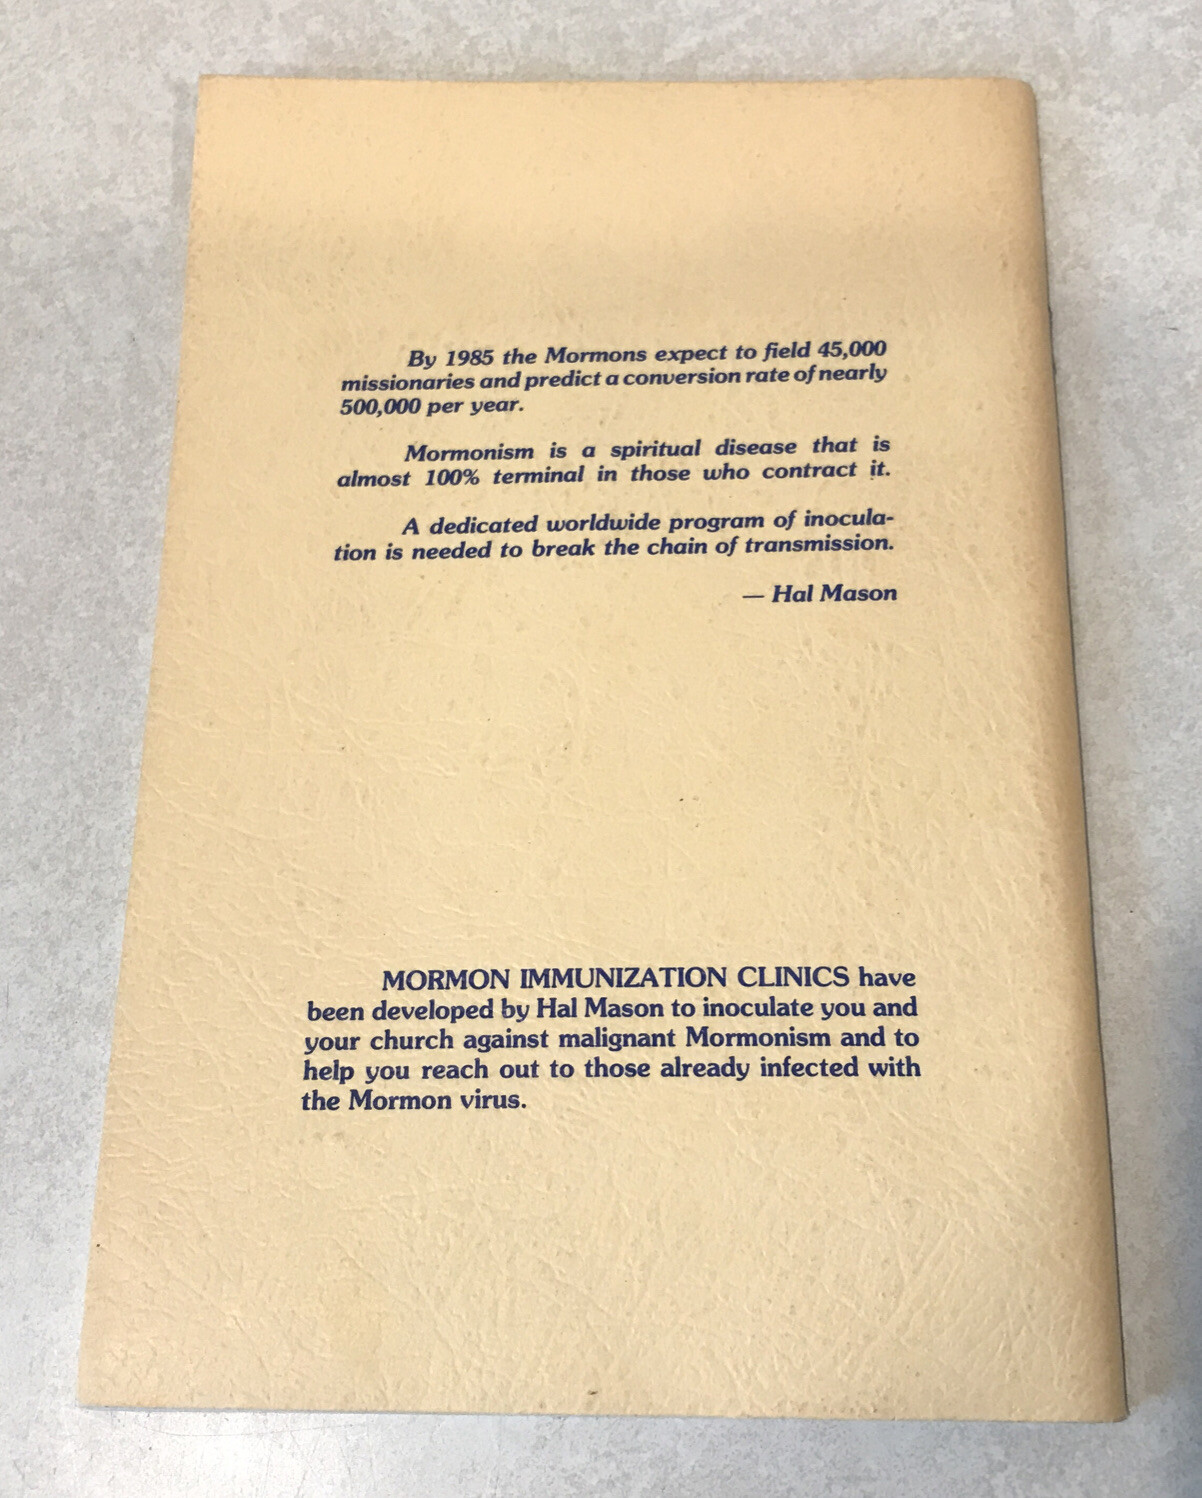 By 1985 the Mormons expect to field 45,000
missionaries and predict a conversion rate of nearly
500,000 per year.
Mormonism is a spiritual disease that is
almost 100% terminal in those who contract it.
A dedicated worldwide program of inocula-
tion is needed to break the chain of transmission.
— Hal Mason
MORMON IMMUNIZATION CLINICS have
been developed by Hal Mason to inoculate you and
your church against malignant Mormonism and to
help you reach out to those already infected with
the Mormon virus.